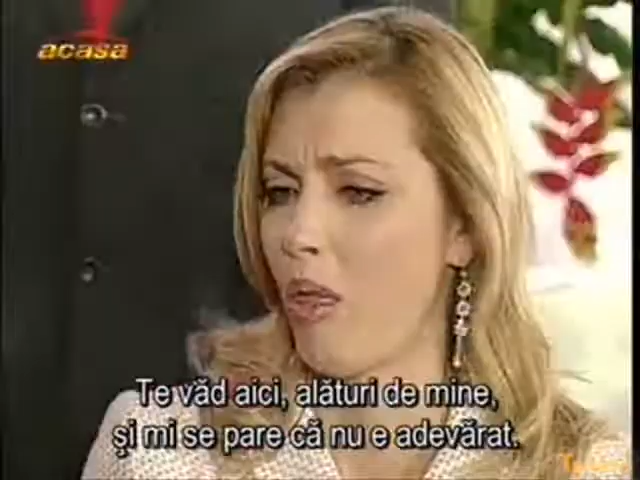 acasa
Te văd aici, alături de mine,
şi mi se pare că nu e adevărat.